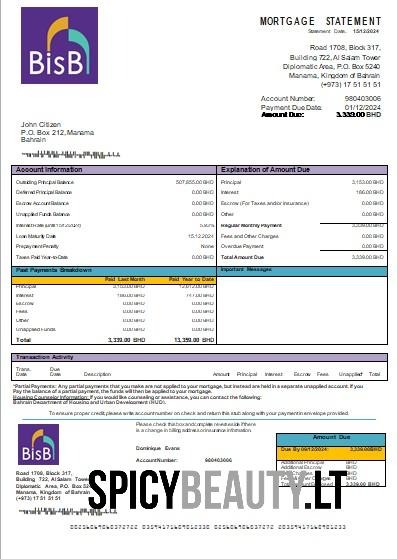 BisB
MORTGAGE STATEMENT
Statement Date. 15/12/2024
Road 1708, Block 317,
Building 722, Al Salam Tower
Diplomatic Area, P.O. Box 5240
Manama, Kingdom of Bahrain
(+973) 17 51 51 51
Account Number: 980403006
Payment Due Date: 01/12/2024
Amount Due: 3,339.00 BHD
John Citizen
P.O. Box 212, Manama
Bahrain
Account Information
Outstanding Principal Balance 507,855.00 BHD
Deferred Principal Balance 0.00 BHD
Escrow Account Balance 0.00 BHD
Unapplied Funds Balance 0.00 BHD
Loan Maturity Date 15.12.2024
Prepayment Penalty None
Taxes Paid Year-to-Date 0.00 BHD
Explanation of Amount Due
Principal 3,153.00 BHD
Interest 186.00 BHD
Escrow (For Taxes and/or Insurance) 0.00 BHD
Other 0.00 BHD
Regular Monthly Payment 3,339.00 BHD
Fees and Other Charges 0.00 BHD
Overdue Payment 0.00 BHD
Total Amount Due 3,339.00 BHD
Past Payments Breakdown
Paid Last Month Paid Year to Date
Principal 3,153.00 BHD 12,612.00 BHD
Interest 186.00 BHD 747.00 BHD
Escrow 0.00 BHD 0.00 BHD
Fees 0.00 BHD 0.00 BHD
Other 0.00 BHD 0.00 BHD
Unapplied Funds 0.00 BHD 0.00 BHD
Total 3,339.00 BHD 13,359.00 BHD
Important Messages
Transaction Activity
Trans. Date Due Date Description Amount Principal Interest Escrow Fees Unapplied* Total
*Partial Payments: Any partial payments that you make are not applied to your mortgage, but instead are held in a separate unapplied account. If you
Pay the balance of a partial payment, the funds will then be applied to your mortgage.
Housing Counselor Information: If you would like counseling or assistance, you can contact the following:
Bahrain Department of Housing and Urban Development (HUD).
To ensure proper credit, please write account number on check and return this stub along with your payment in envelope provided.
BisB
Please check this box and complete reverse side if there
is a change in billing address or insurance information
Dominique Evans
Account Number: 980403006
Amount Due
Due By 09/12/2024: 3,339.00BHD
Additional Principal BHD
Additional Escrow BHD
BHD
BHD
BHD
Road 1708, Block 317,
Building 722, Al Salam Tower
Diplomatic Area, P.O. Box
Manama, Kingdom of Bahrain
(+973) 17 51 51 51
SPICYBEAUTY.LT